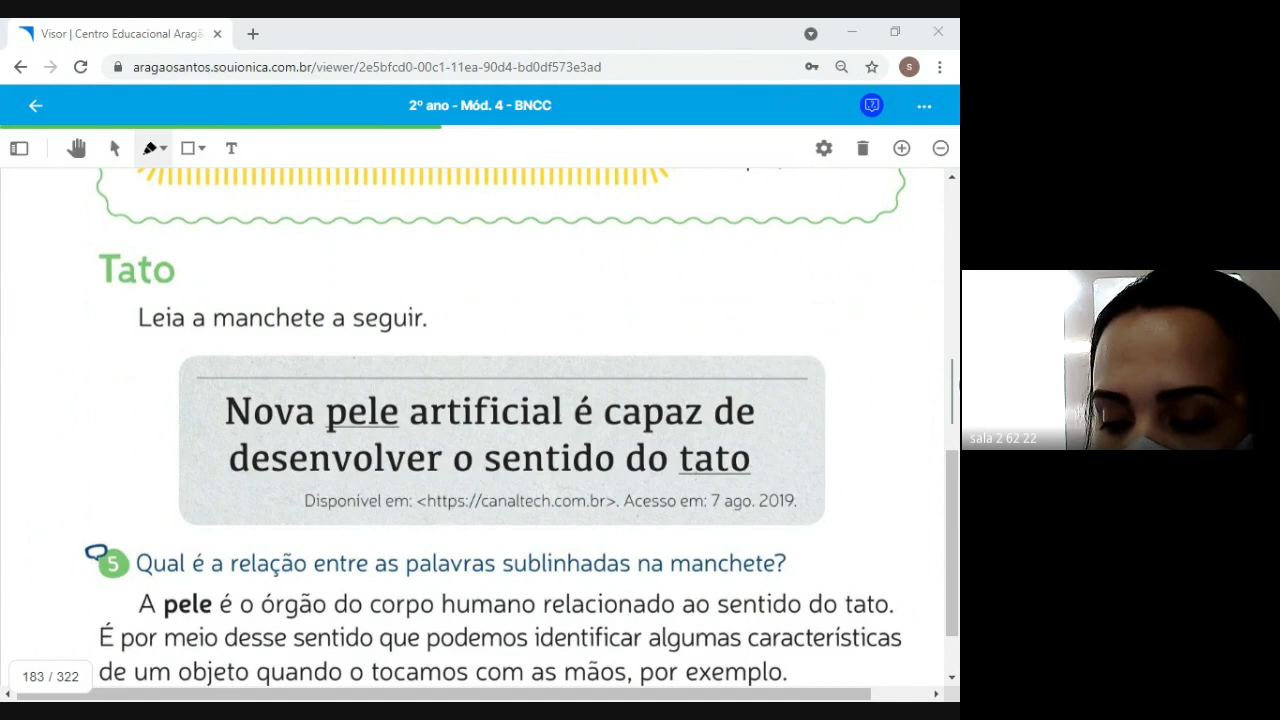 Visor | Centro Educacional Aragã
aragaosantos.souionica.com.br/viewer/2e5bfcd0-00c1-11ea-90d4-bd0df573e3ad
s
2º ano - Mód. 4 - BNCC
T
Tato
Leia a manchete a seguir.
Nova pele artificial é capaz de
desenvolver o sentido do tato
Disponível em: <https://canaltech.com.br>. Acesso em: 7 ago. 2019.
5 Qual é a relação entre as palavras sublinhadas na manchete?
A pele é o órgão do corpo humano relacionado ao sentido do tato.
É por meio desse sentido que podemos identificar algumas características
de um objeto quando o tocamos com as mãos, por exemplo.
183 / 322
sala 2 62 22